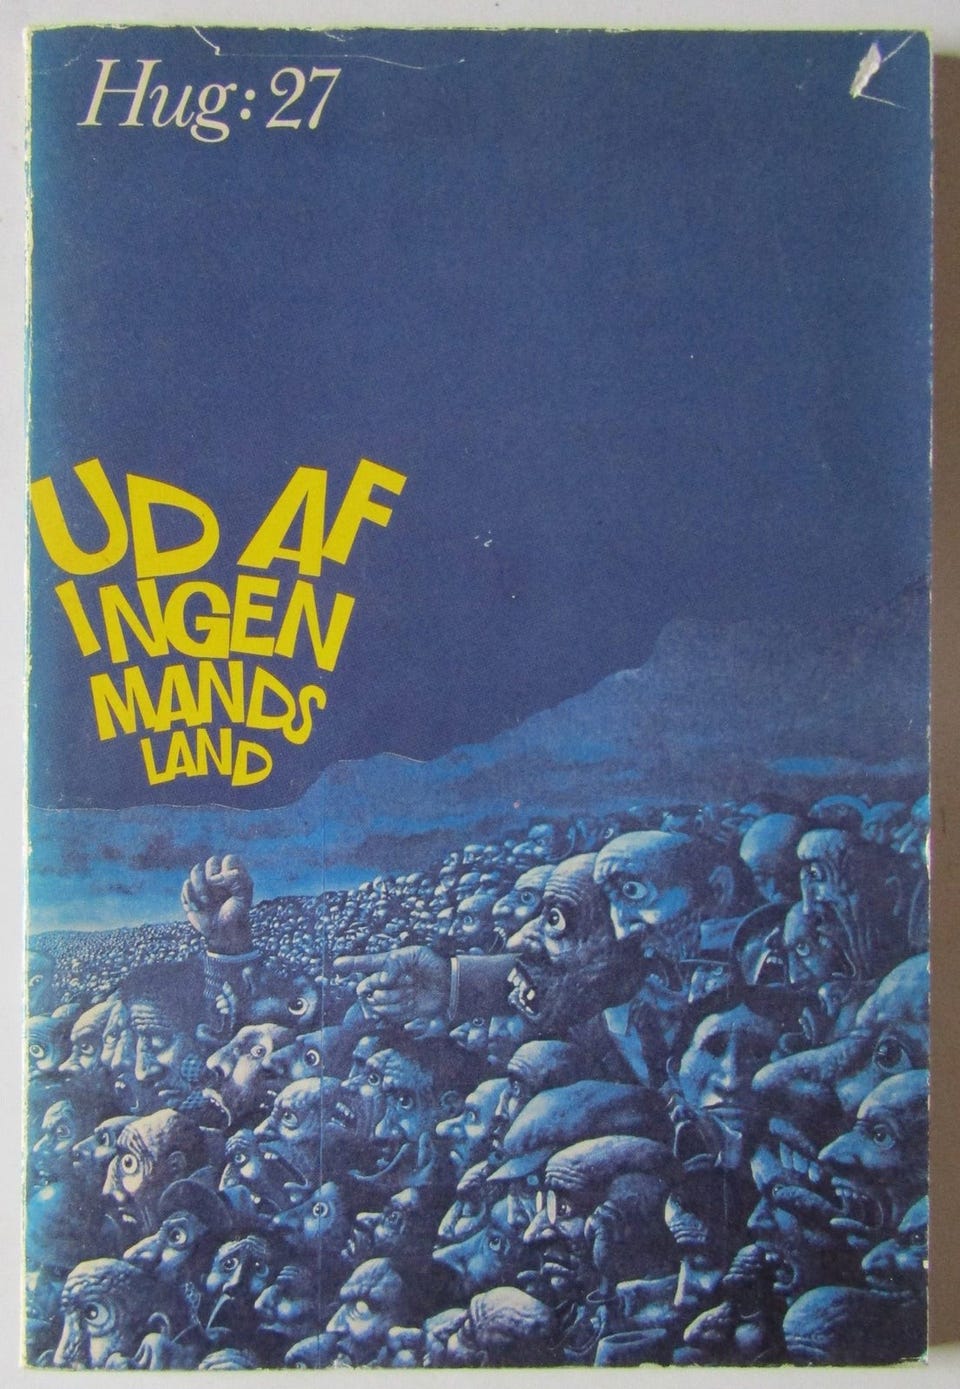 Hug: 27
UD AF
INGEN
MANDS
LAND